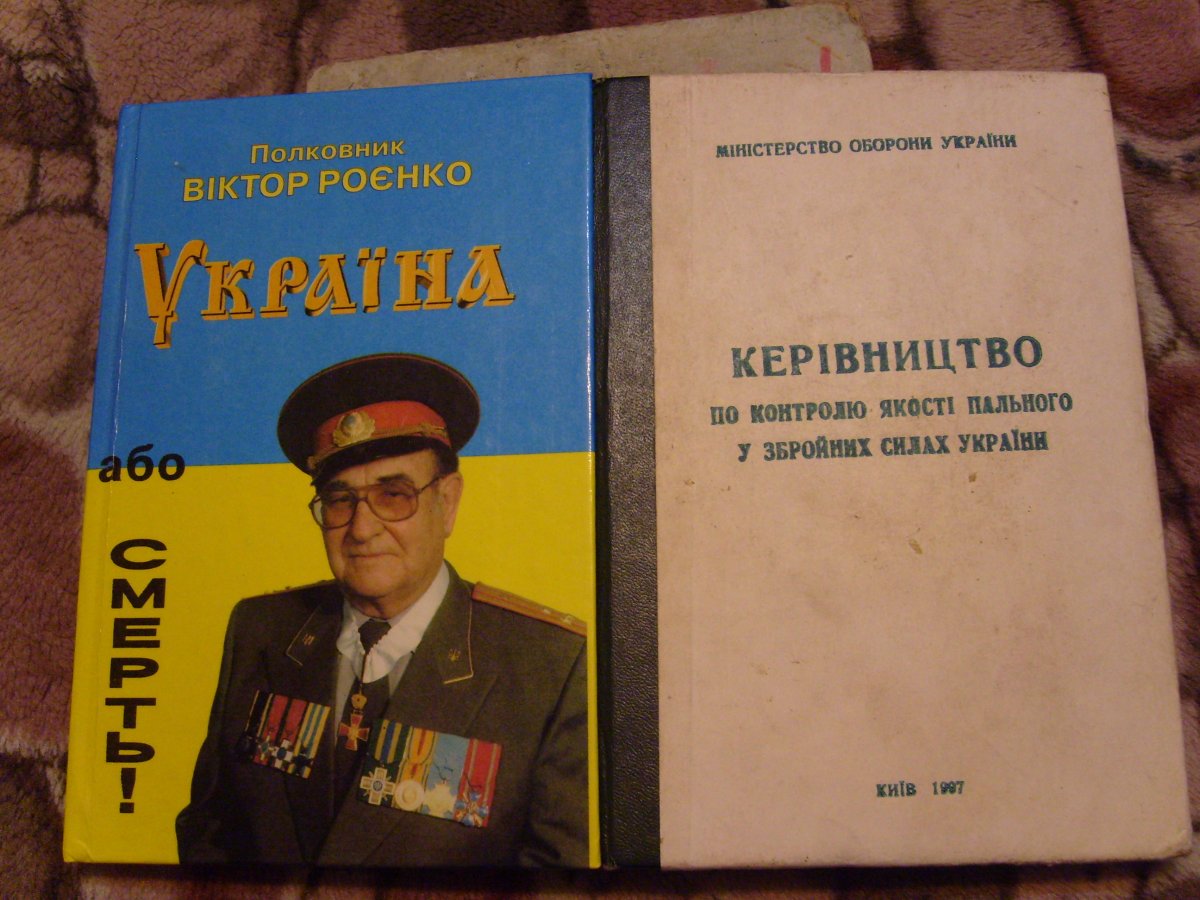 Полковник
ВІКТОР РОЄНКО
УКРАЇНА
або
СМЕРТЬ!
МІНІСТЕРСТВО ОБОРОНИ УКРАЇНИ
КЕРІВНИЦТВО
ПО КОНТРОЛЮ ЯКОСТІ ПАЛЬНОГО
У ЗБРОЙНИХ СИЛАХ УКРАЇНИ
КИЇВ 1997